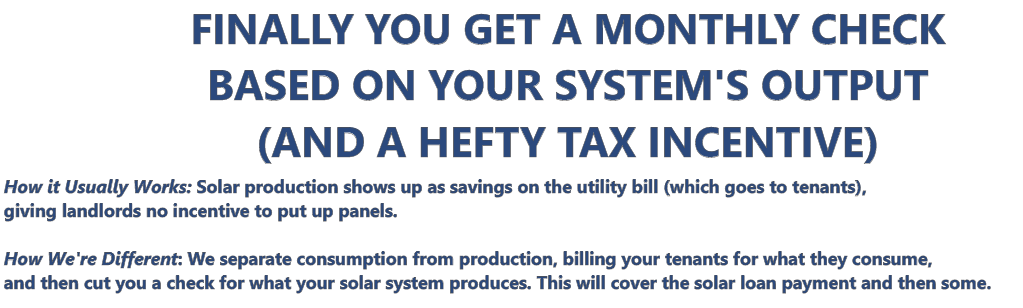 FINALLY YOU GET A MONTHLY CHECK
BASED ON YOUR SYSTEM'S OUTPUT
(AND A HEFTY TAX INCENTIVE)
How it Usually Works: Solar production shows up as savings on the utility bill (which goes to tenants),
giving landlords no incentive to put up panels.
How We're Different: We separate consumption from production, billing your tenants for what they consume,
and then cut you a check for what your solar system produces. This will cover the solar loan payment and then some.